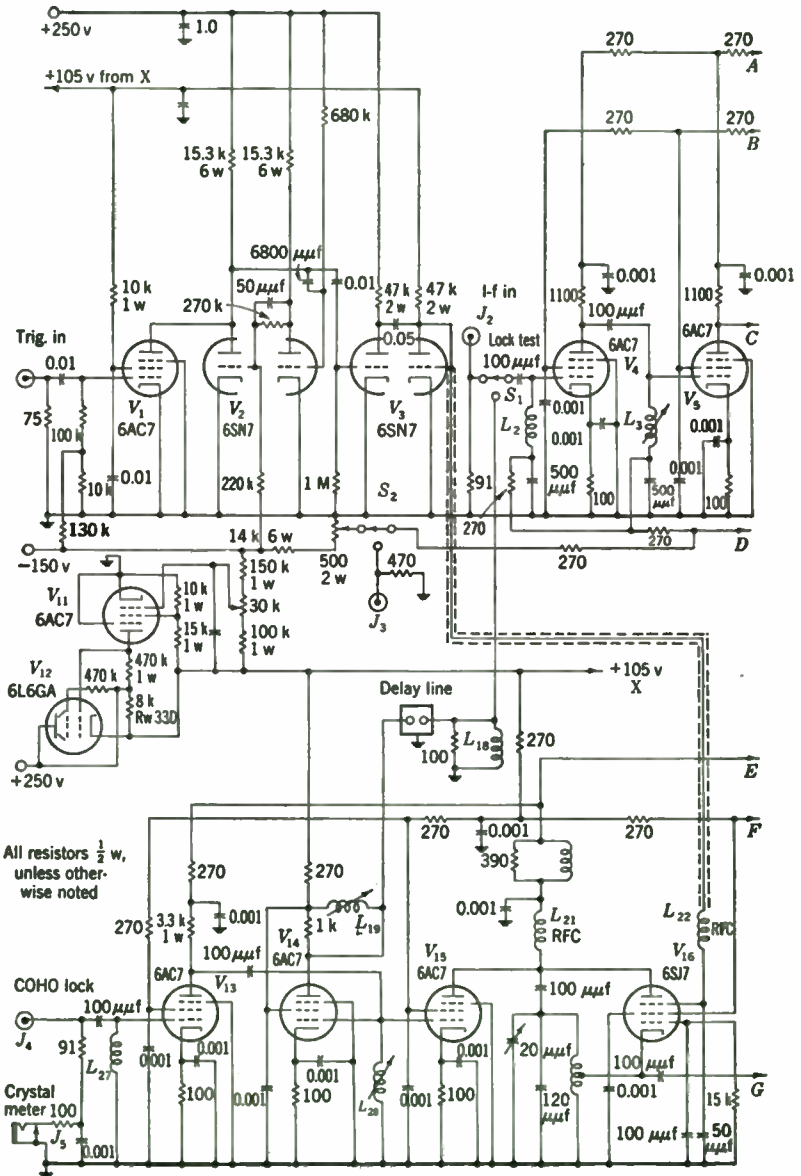 +250 v
1.0
270
270
A
+105 v from X
680 k
270
270
B
15.3 k
6 w
15.3 k
6 w
6800 μμf
50 μμf
270 k
0.01
47 k
2 w
47 k
2 w
0.05
10 k
1 w
I-f in
J2
Lock test
100 μμf
1100
0.001
100 μμf
6AC7
V4
1100
6AC7
0.001
C
V5
Trig. in
0.01
V1
6AC7
V2
6SN7
V3
6SN7
S1
L2
0.001
0.001
L3
0.001
75
100 k
10 k
0.01
220 k
1 M
S2
91
270
500
μμf
100
500
μμf
0.001
100
130 k
−150 v
14 k 6 w
500
2 w
470
J3
270
270
D
V11
6AC7
10 k
1 w
15 k
1 w
150 k
1 w
30 k
100 k
1 w
V12
6L6GA
470 k
470 k
1 w
8 k
Rw 33D
+250 v
+105 v
X
Delay line
100
L18
270
E
All resistors ½ w,
unless other-
wise noted
270
0.001
270
F
270
270
390
270
3.3 k
1 w
0.001
1 k
L19
0.001
L21
RFC
L22
RFC
100 μμf
V14
6AC7
V15
6AC7
V16
6SJ7
6AC7
V13
COHO lock
J4
100 μμf
91
L27
0.001
0.001
100
0.001
0.001
100
L28
0.001
0.001
100
100 μμf
20 μμf
120
μμf
100 μμf
0.001
G
15 k
100 μμf
50
μμf
Crystal
meter
100
J5
0.001